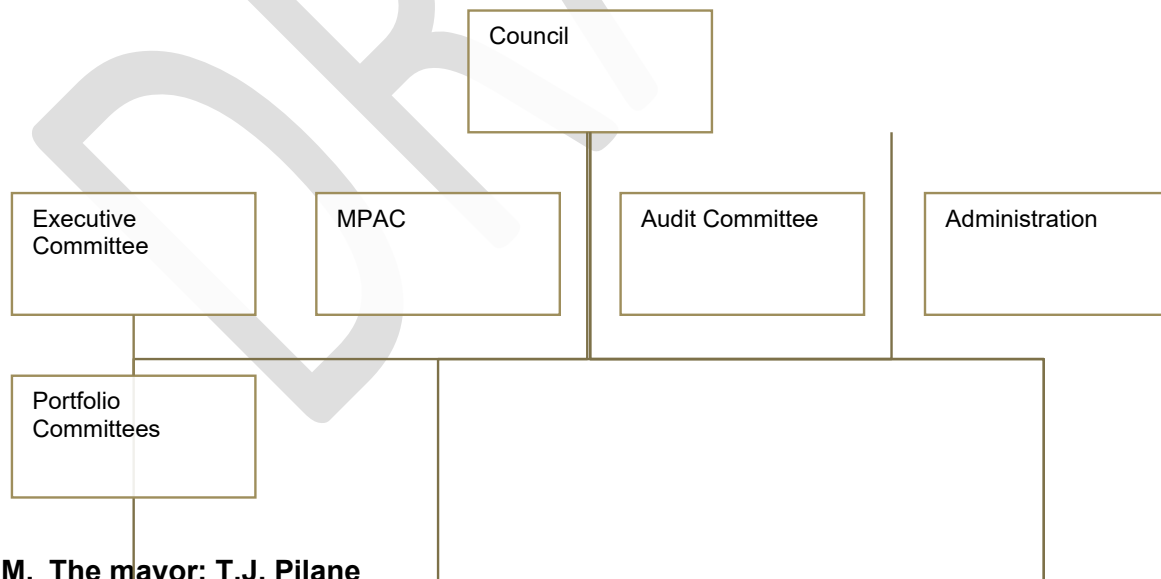 Council
Executive
Committee
MPAC
Audit Committee
Administration
Portfolio
Committees
M. The mayor: T.J. Pilane